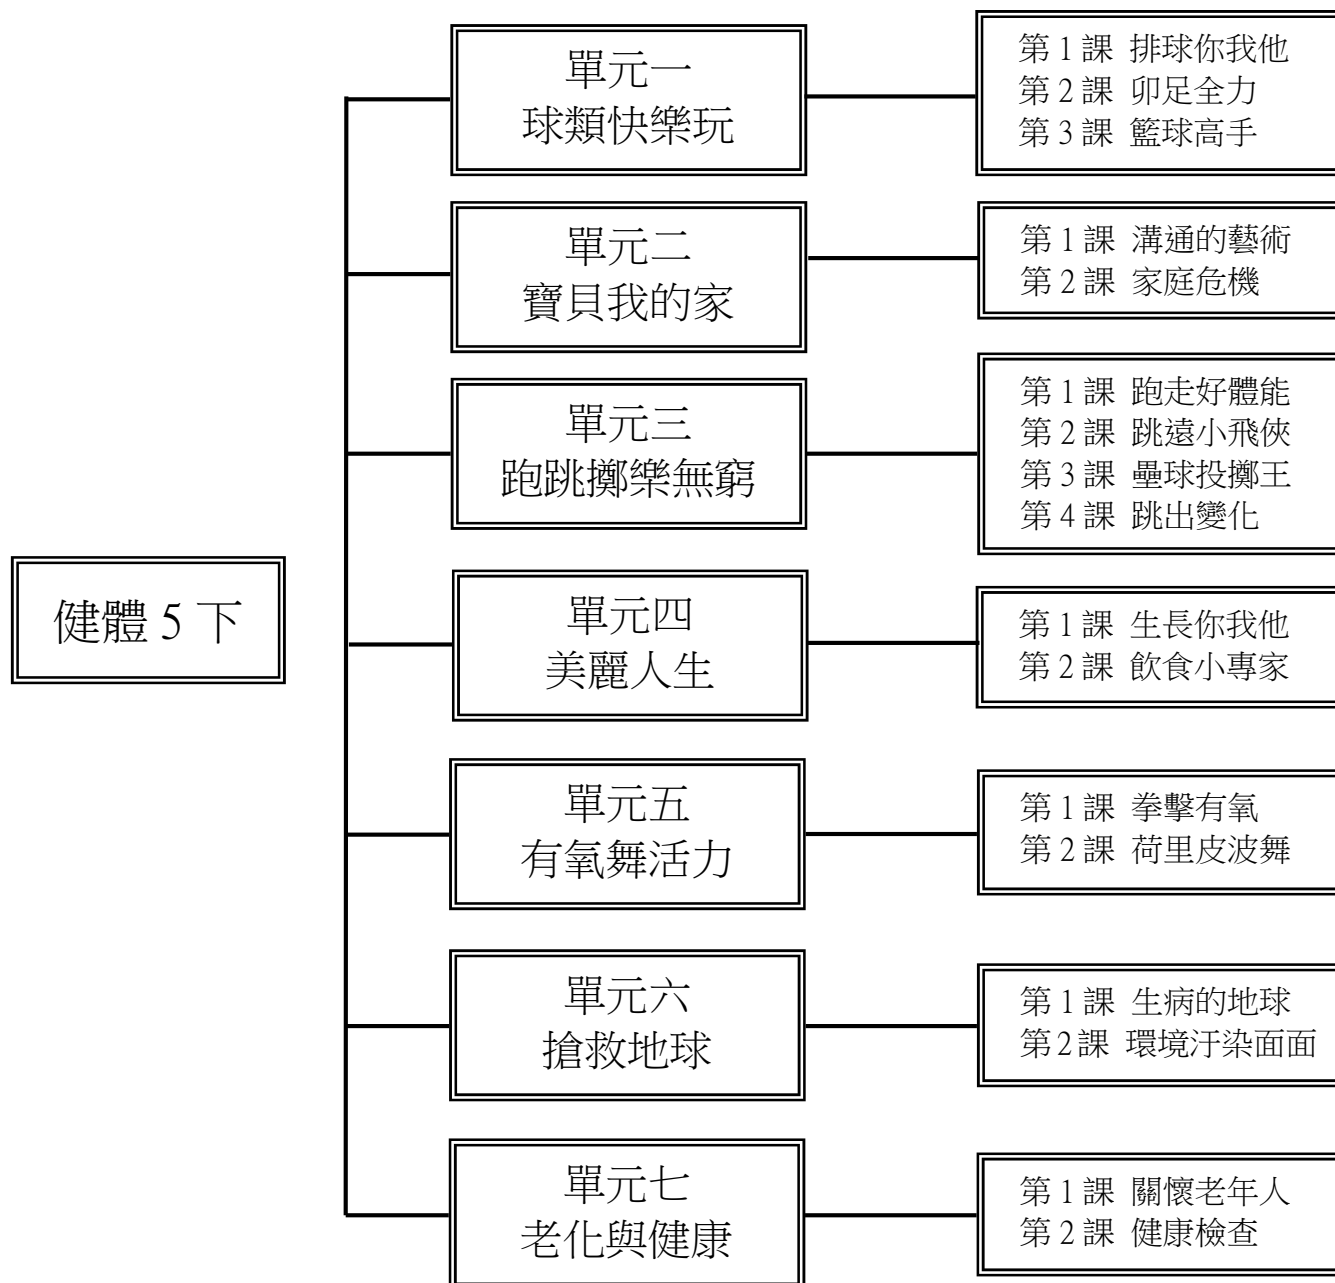 健體 5 下
單元一
球類快樂玩
第 1 課 排球你我他
第 2 課 卯足全力
第 3 課 籃球高手
單元二
寶貝我的家
第 1 課 溝通的藝術
第 2 課 家庭危機
單元三
跑跳擲樂無窮
第 1 課 跑走好體能
第 2 課 跳遠小飛俠
第 3 課 壘球投擲王
第 4 課 跳出變化
單元四
美麗人生
第 1 課 生長你我他
第 2 課 飲食小專家
單元五
有氧舞活力
第 1 課 拳擊有氧
第 2 課 荷里皮波舞
單元六
搶救地球
第 1 課 生病的地球
第 2 課 環境汙染面面
單元七
老化與健康
第 1 課 關懷老年人
第 2 課 健康檢查